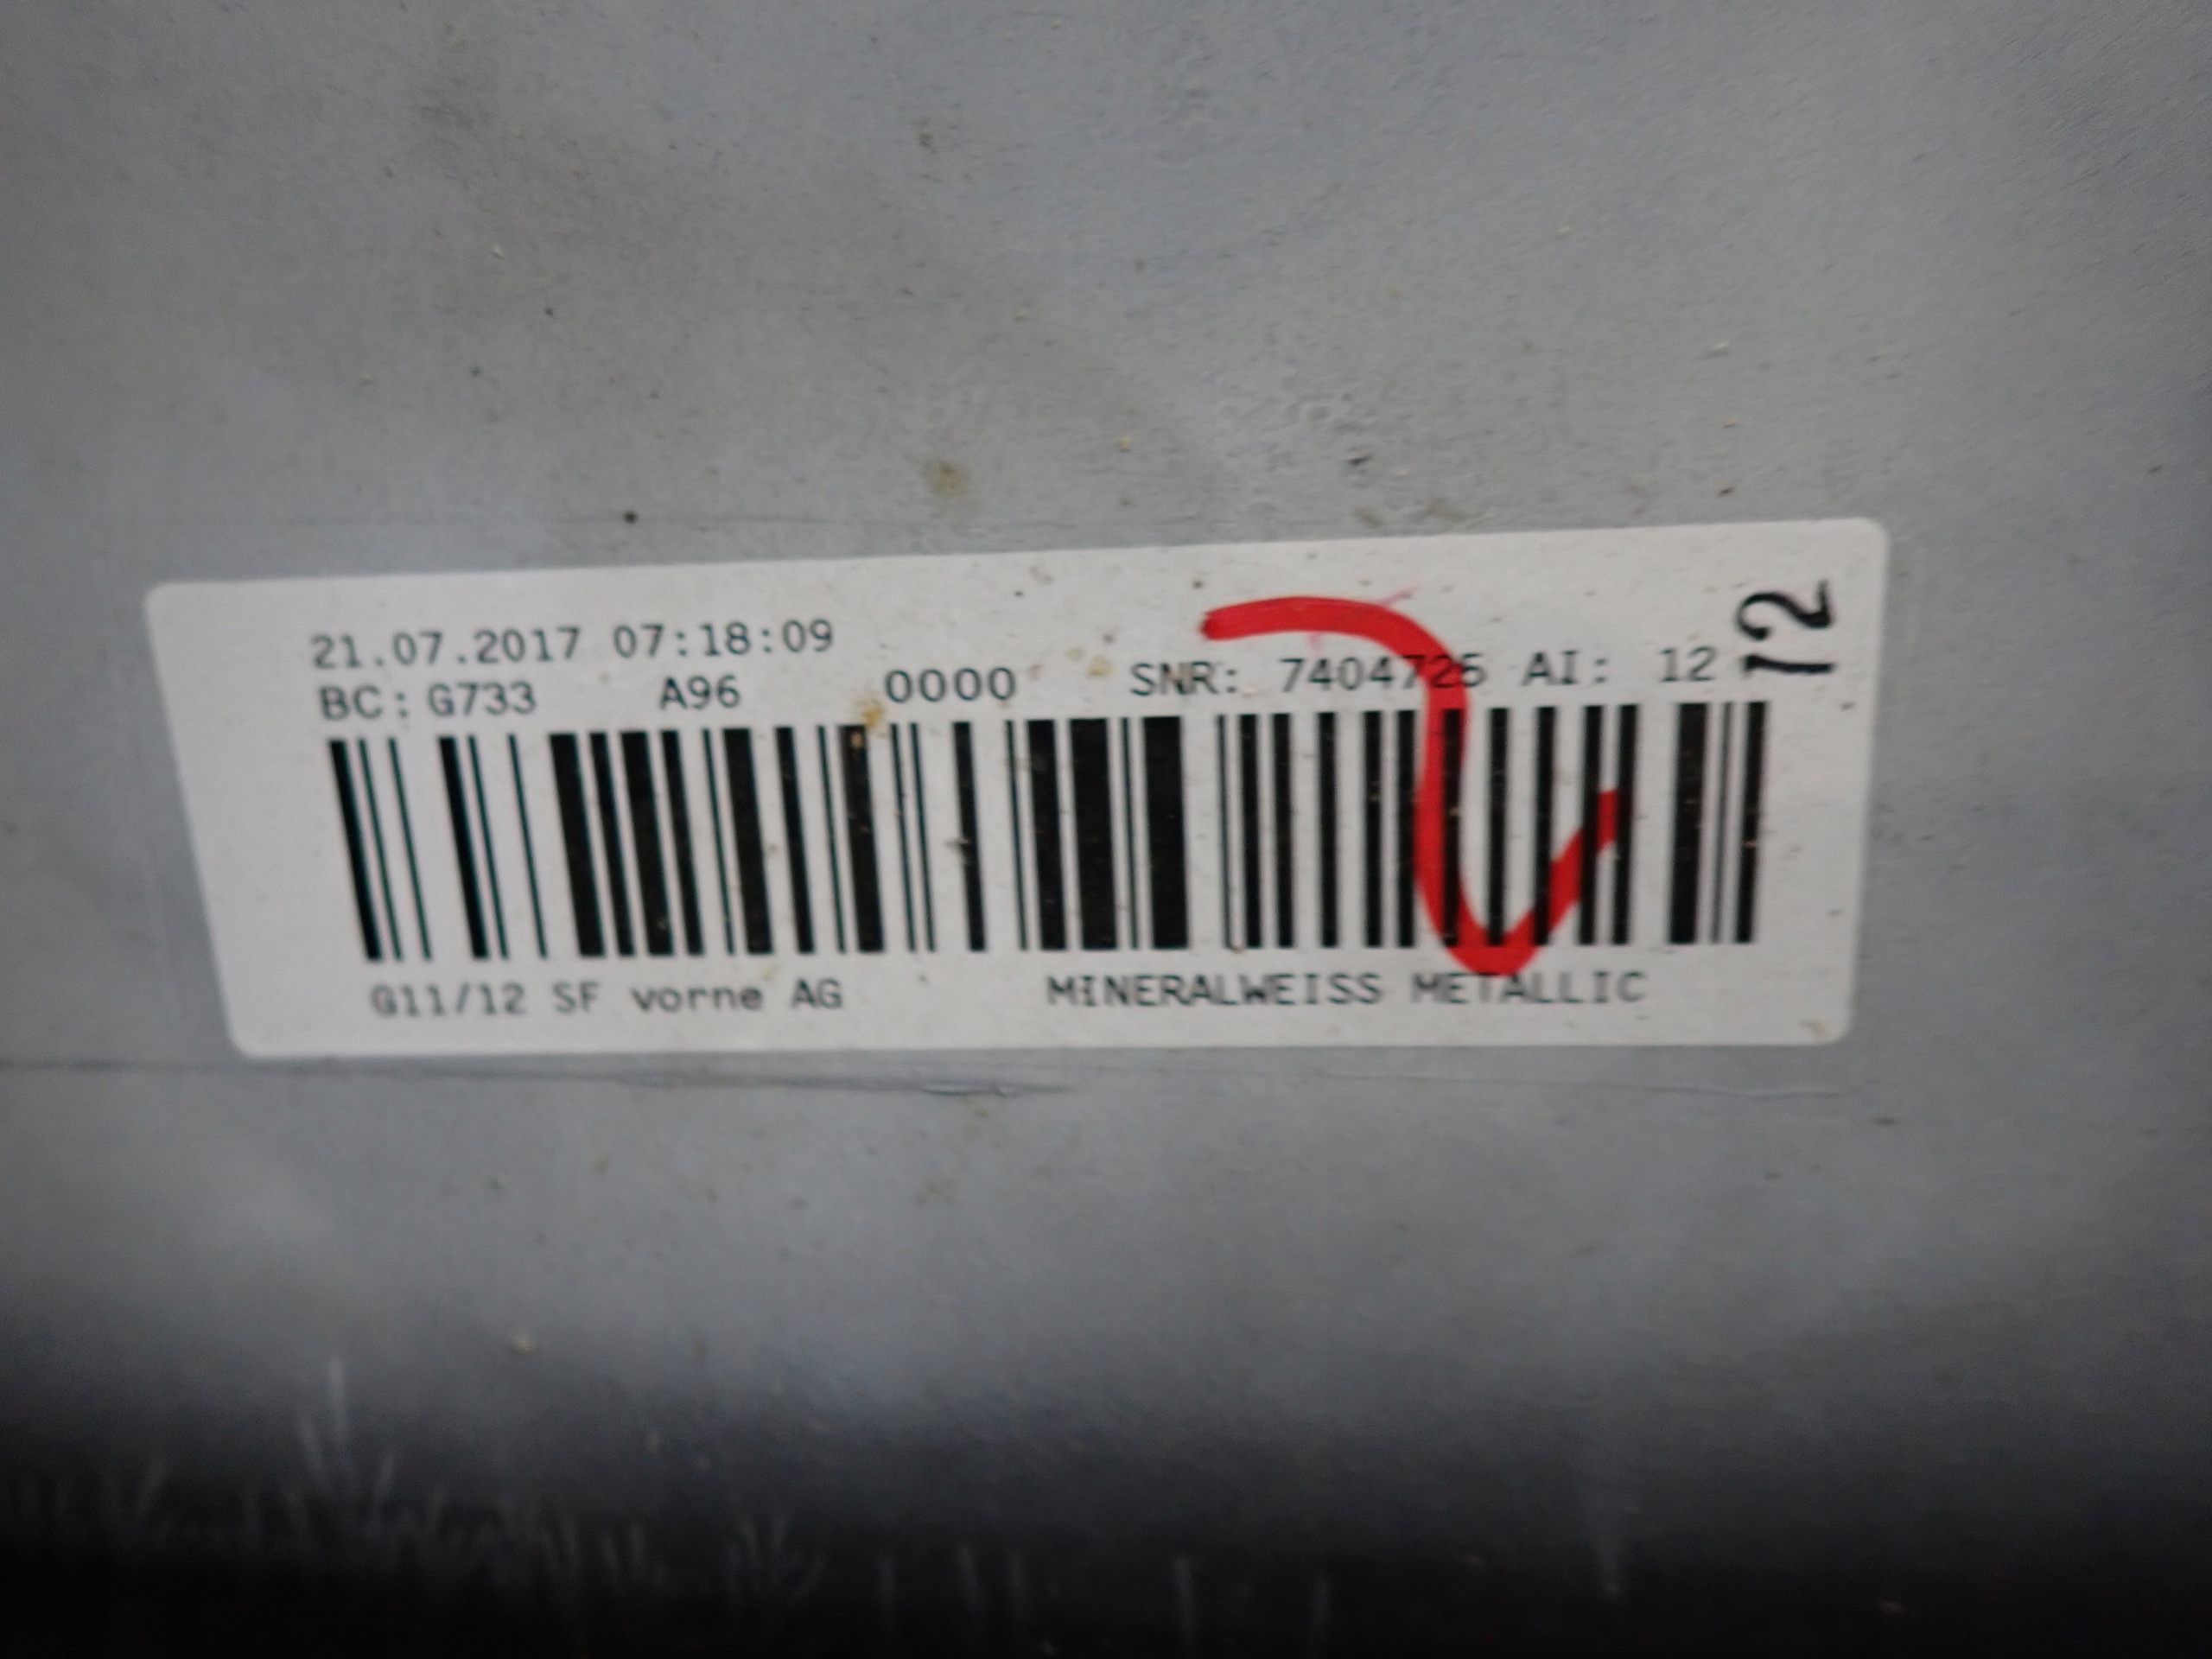 21.07.2017 07:18:09
BC: G733 A96 0000 SNR: 7404726 AI: 12
12
G11/12 SF vorne AG MINERALWEISS METALLIC